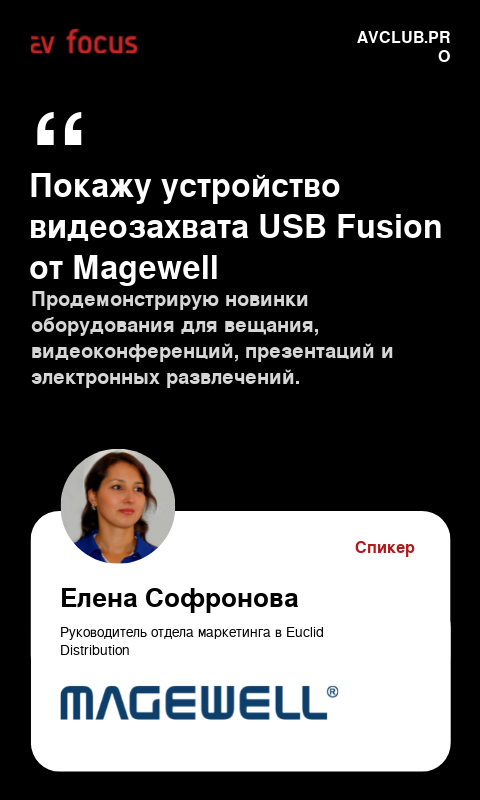 av focus
AVCLUB.PR
O
“
Покажу устройство
видеозахвата USB Fusion
от Magewell
Продемонстрирую новинки
оборудования для вещания,
видеоконференций, презентаций и
электронных развлечений.
Спикер
Елена Софронова
Руководитель отдела маркетинга в Euclid
Distribution
MAGEWELL®